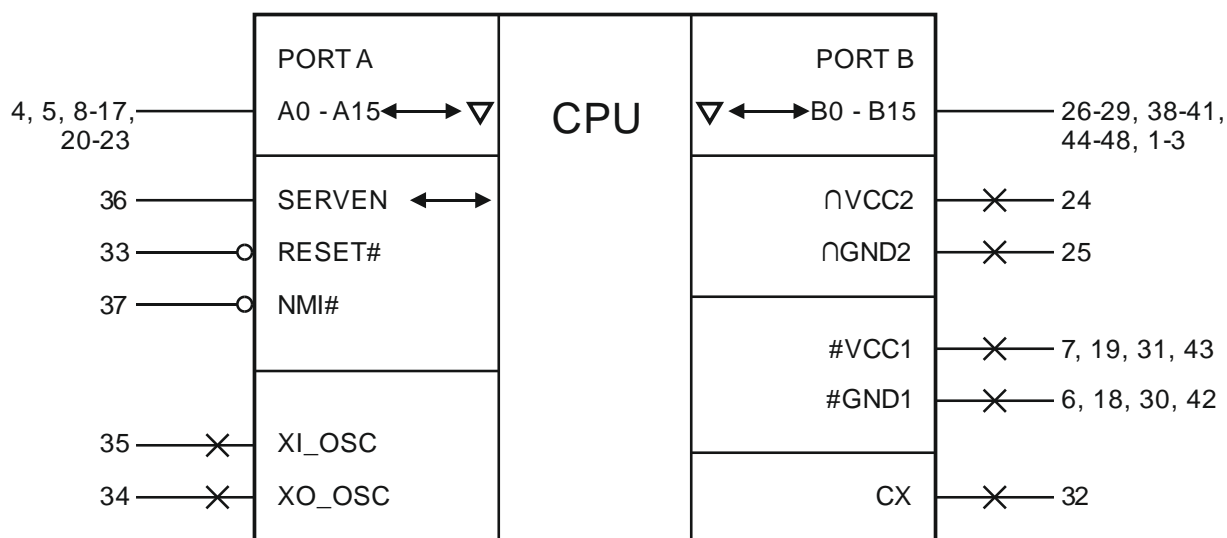 PORT A
CPU
PORT B
4, 5, 8-17,
20-23
A0 - A15
B0 - B15
26-29, 38-41,
44-48, 1-3
36
SERVEN
∩VCC2
24
33
RESET#
∩GND2
25
37
NMI#
#VCC1
7, 19, 31, 43
#GND1
6, 18, 30, 42
35
XI_OSC
34
XO_OSC
CX
32